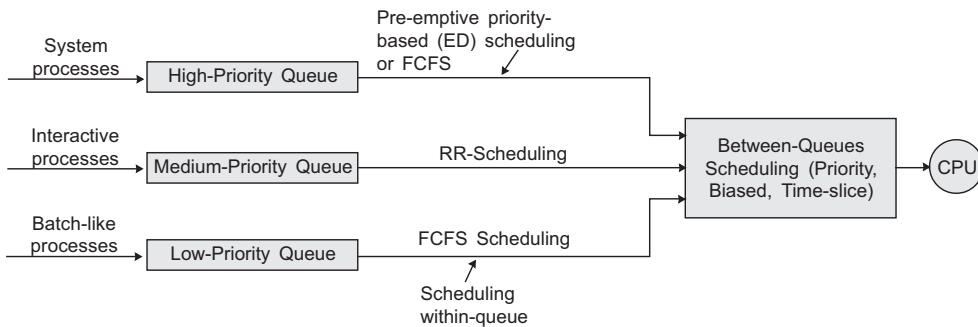 System
processes
High-Priority Queue
Pre-emptive priority-
based (ED) scheduling
or FCFS
Interactive
processes
Medium-Priority Queue
RR-Scheduling
Batch-like
processes
Low-Priority Queue
FCFS Scheduling
Scheduling
within-queue
Between-Queues
Scheduling (Priority,
Biased, Time-slice)
CPU